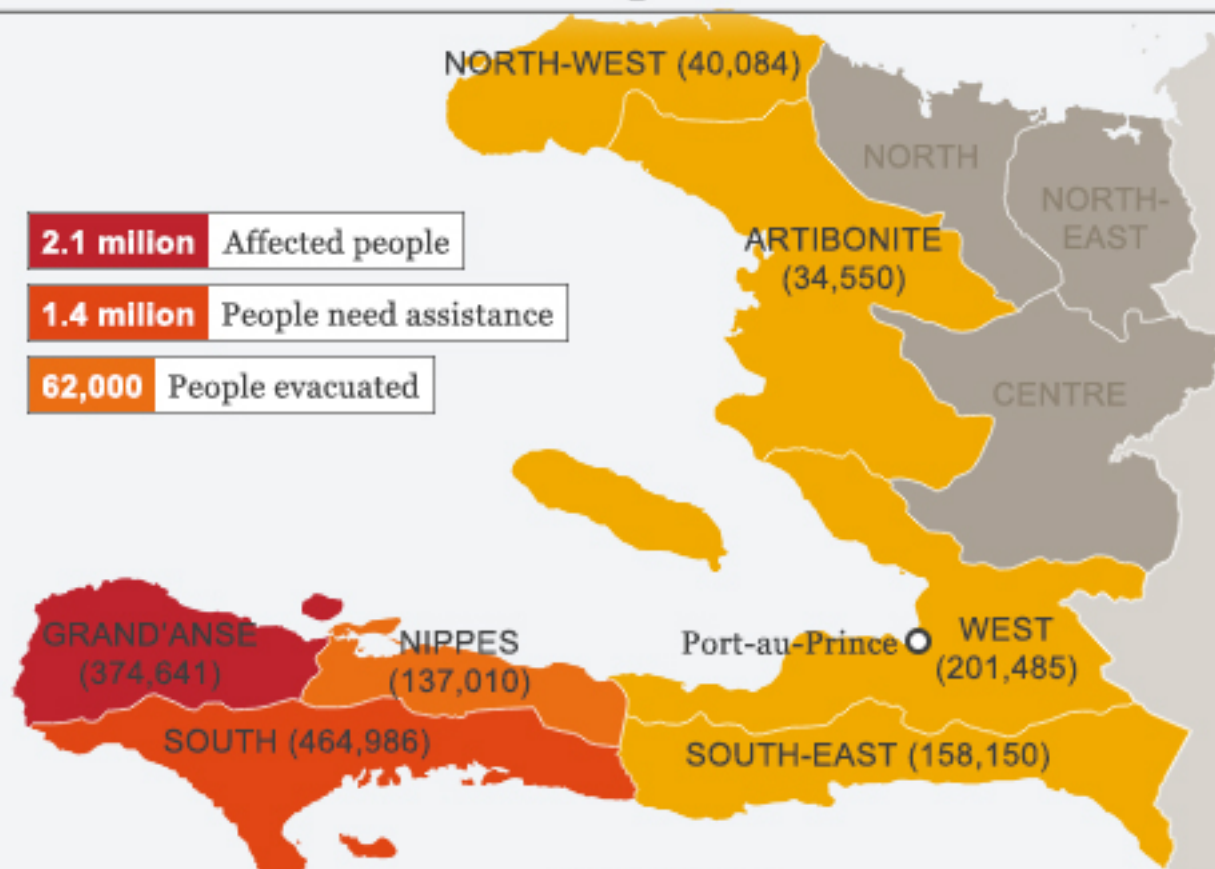 NORTH-WEST (40,084)
NORTH
NORTH-
EAST
2.1 milion Affected people
ARTIBONITE
(34,550)
1.4 milion People need assistance
62,000 People evacuated
CENTRE
GRAND'ANSE
(374,641)
NIPPES
(137,010)
Port-au-Prince
WEST
(201,485)
SOUTH (464,986)
SOUTH-EAST (158,150)